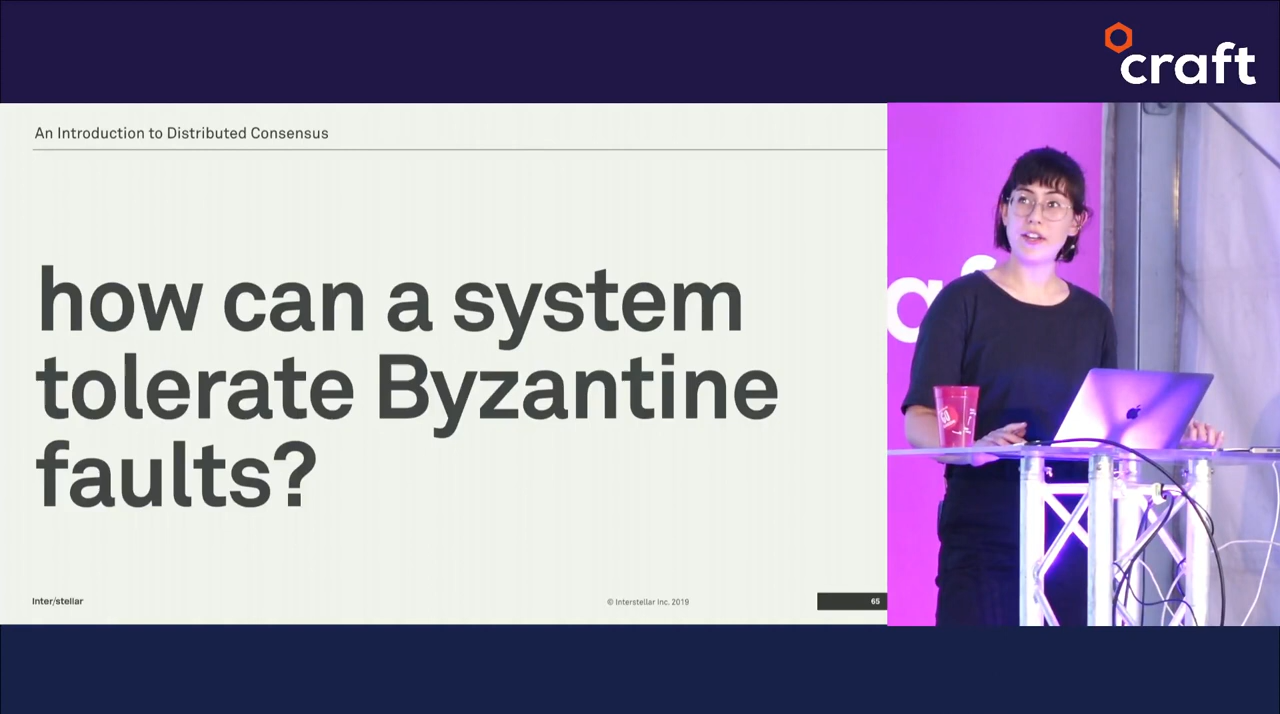 craft
An Introduction to Distributed Consensus
how can a system
tolerate Byzantine
faults?
Inter/stellar
© Interstellar Inc. 2019
65